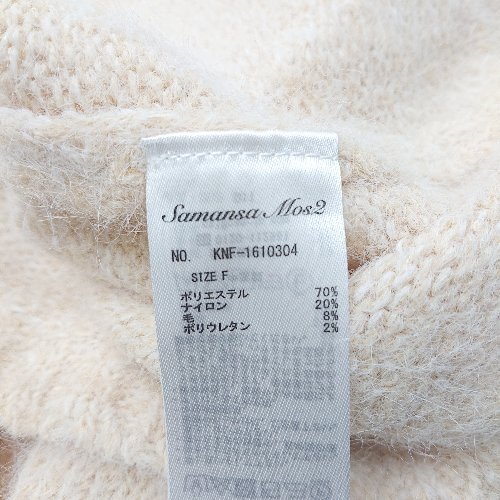 Samansa Mos2
NO. KNF-1610304
SIZE F
ポリエステル 70%
ナイロン 20%
毛 8%
ポリウレタン 2%